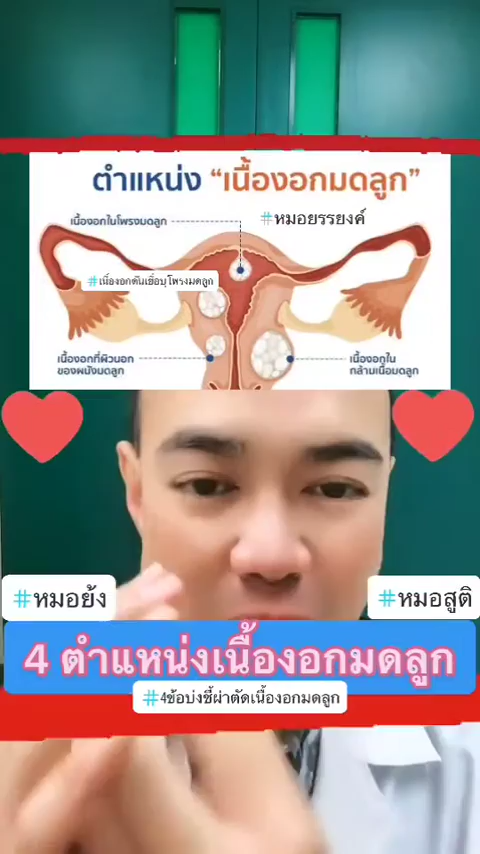 ตำแหน่ง “เนื้องอกมดลูก”
เนื้องอกในโพรงมดลูก
#หมอยรรยงค์
#เนื้องอกดันเยื่อบุโพรงมดลูก
เนื้องอกที่ผิวนอก
ของผนังมดลูก
เนื้องอกใน
กล้ามเนื้อมดลูก
#หมอย้ง
#หมอสูติ
4 ตำแหน่งเนื้องอกมดลูก
#4ข้อบ่งชี้ผ่าตัดเนื้องอกมดลูก